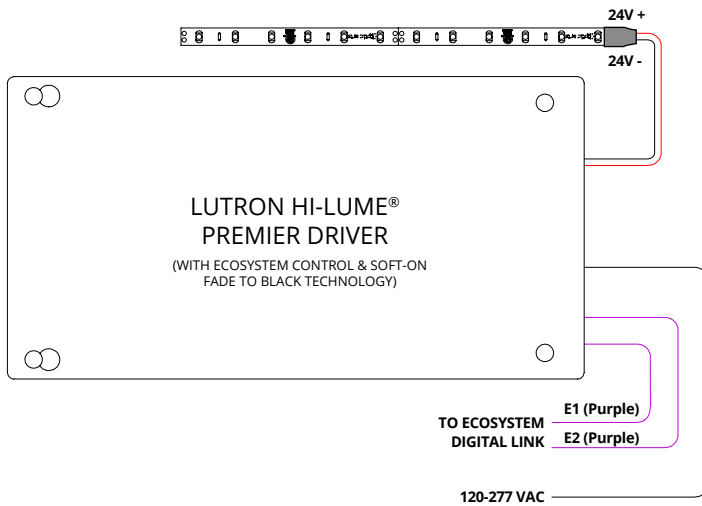 24V +
24V -
LUTRON HI-LUME®
PREMIER DRIVER
(WITH ECOSYSTEM CONTROL & SOFT-ON
FADE TO BLACK TECHNOLOGY)
E1 (Purple)
TO ECOSYSTEM
DIGITAL LINK
E2 (Purple)
120-277 VAC